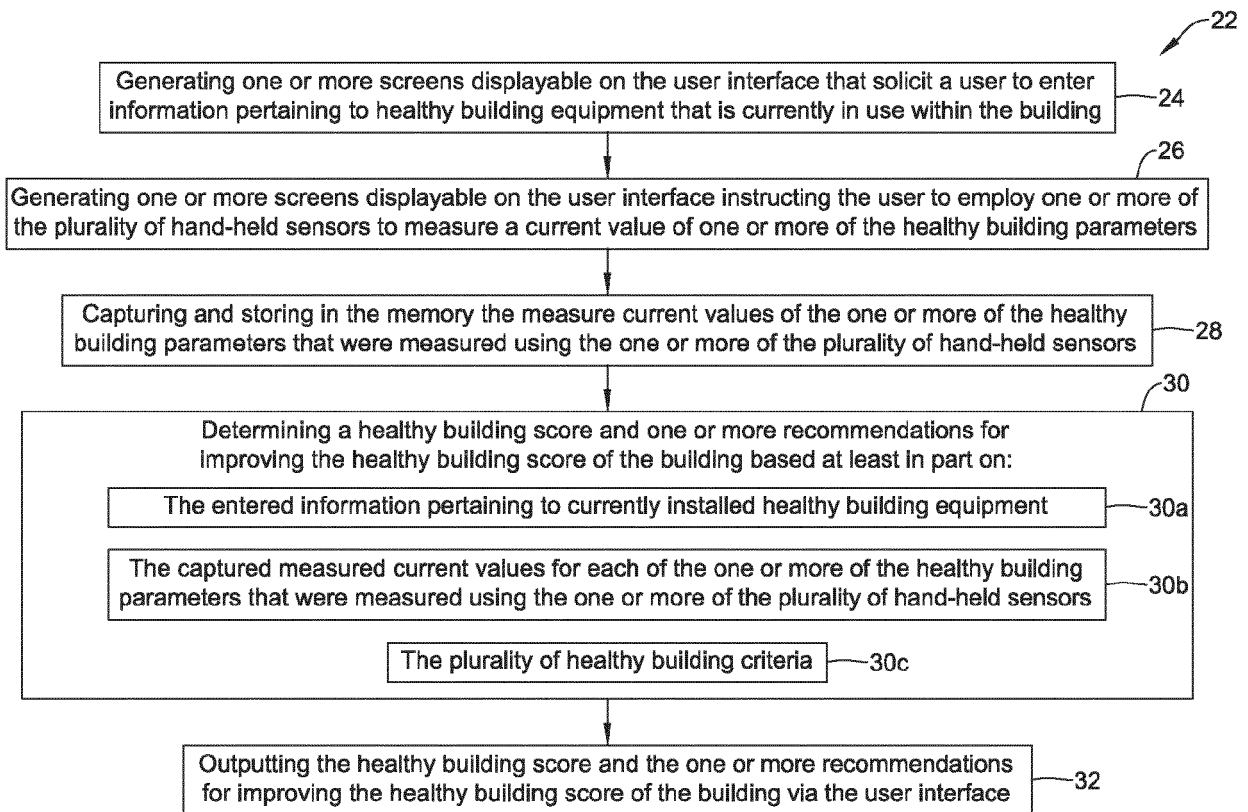 22
Generating one or more screens displayable on the user interface that solicit a user to enter
information pertaining to healthy building equipment that is currently in use within the building
24
26
Generating one or more screens displayable on the user interface instructing the user to employ one or more of
the plurality of hand-held sensors to measure a current value of one or more of the healthy building parameters
Capturing and storing in the memory the measure current values of the one or more of the healthy
building parameters that were measured using the one or more of the plurality of hand-held sensors
28
30
Determining a healthy building score and one or more recommendations for
improving the healthy building score of the building based at least in part on:
The entered information pertaining to currently installed healthy building equipment
30a
The captured measured current values for each of the one or more of the healthy building
parameters that were measured using the one or more of the plurality of hand-held sensors
30b
The plurality of healthy building criteria
30c
Outputting the healthy building score and the one or more recommendations
for improving the healthy building score of the building via the user interface
32